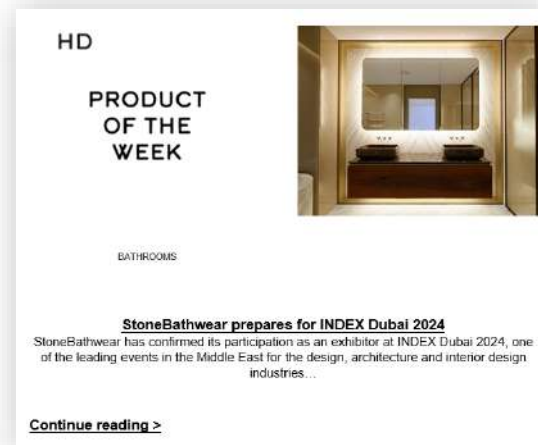 HD
PRODUCT
OF THE
WEEK
BATHROOMS
StoneBathwear prepares for INDEX Dubai 2024
StoneBathwear has confirmed its participation as an exhibitor at INDEX Dubai 2024, one
of the leading events in the Middle East for the design, architecture and interior design
industries...
Continue reading >